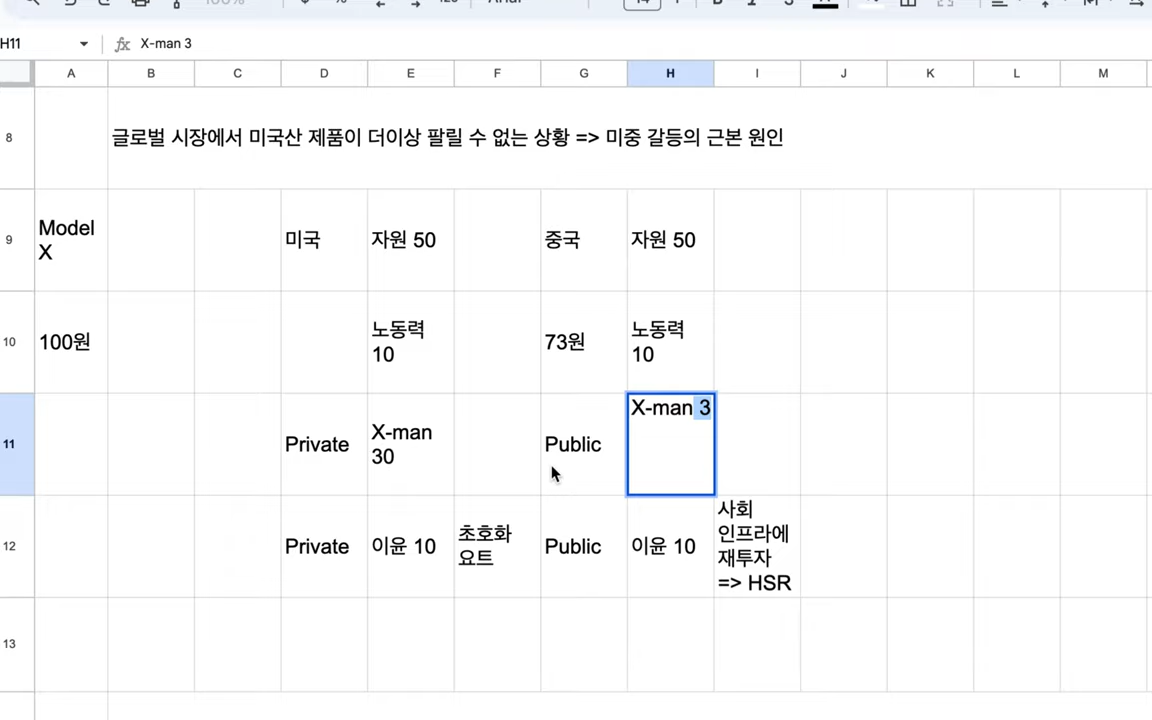 H11
fx X-man 3
A B C D E F G H I J K L M
8 글로벌 시장에서 미국산 제품이 더이상 팔릴 수 없는 상황 => 미중 갈등의 근본 원인
9 Model X 미국 자원 50 중국 자원 50
10 100원 노동력 10 73원 노동력 10
11 Private X-man 30 Public X-man 3
12 Private 이윤 10 초호화 요트 Public 이윤 10 사회 인프라에 재투자 => HSR
13